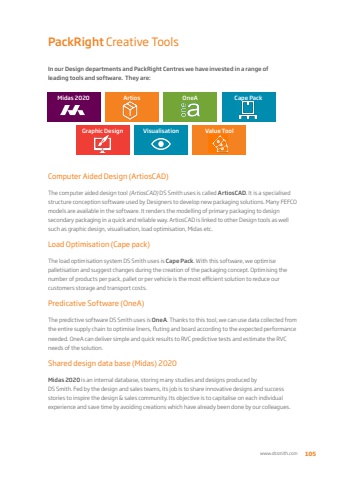 PackRight Creative Tools
In our Design departments and PackRight Centres we have invested in a range of
leading tools and software. They are:
Midas 2020
Artios
OneA
Cape Pack
one
a
Graphic Design
Visualisation
Value Tool
Computer Aided Design (ArtiosCAD)
The computer aided design tool (ArtiosCAD) DS Smith uses is called ArtiosCAD. It is a specialised
structure conception software used by Designers to develop new packaging solutions. Many FEFCO
models are available in the software. It renders the modelling of primary packaging to design
secondary packaging in a quick and reliable way. ArtiosCAD is linked to other Design tools as well
such as graphic design, visualisation, load optimisation, Midas etc.
Load Optimisation (Cape pack)
The load optimisation system DS Smith uses is Cape Pack. With this software, we optimise
palletisation and suggest changes during the creation of the packaging concept. Optimising the
number of products per pack, pallet or per vehicle is the most efficient solution to reduce our
customers storage and transport costs.
Predicative Software (OneA)
The predictive software DS Smith uses is OneA. Thanks to this tool, we can use data collected from
the entire supply chain to optimise liners, fluting and board according to the expected performance
needed. OneA can deliver simple and quick results to RVC predictive tests and estimate the RVC
needs of the solution.
Shared design data base (Midas) 2020
Midas 2020 is an internal database, storing many studies and designs produced by
DS Smith. Fed by the design and sales teams, its job is to share innovative designs and success
stories to inspire the design & sales community. Its objective is to capitalise on each individual
experience and save time by avoiding creations which have already been done by our colleagues.
www.dssmith.com 105